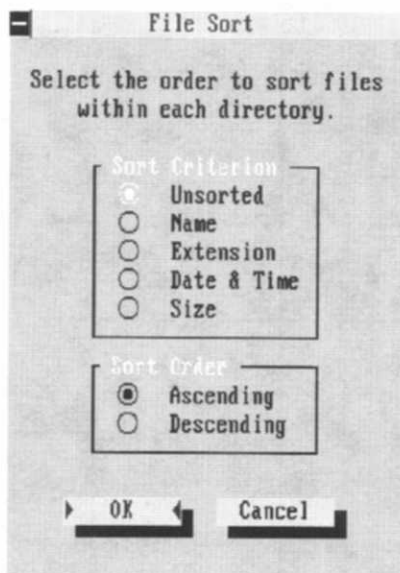 File Sort
Select the order to sort files
within each directory.
Sort Criterion
Unsorted
Name
Extension
Date & Time
Size
Sort Order
Ascending
Descending
OK
Cancel